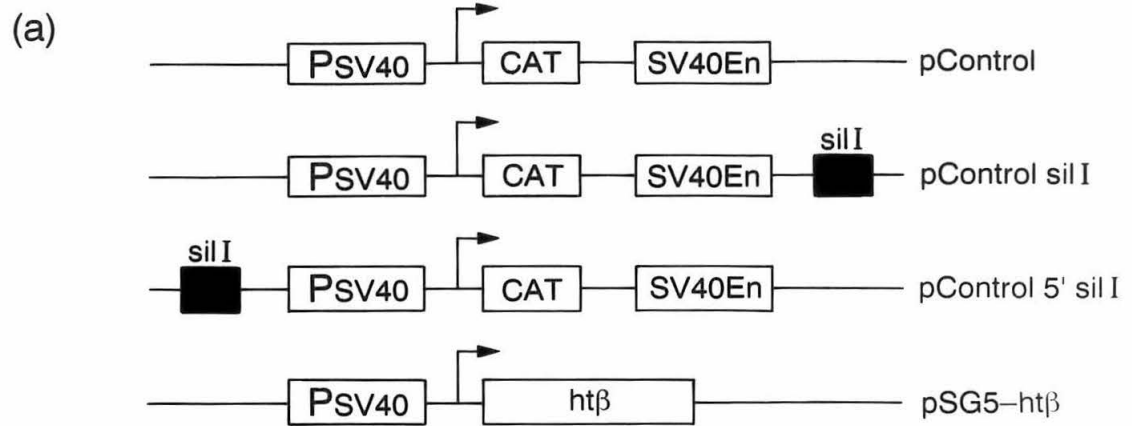 (a)
PSV40 CAT SV40En pControl
sil I
PSV40 CAT SV40En pControl sil I
sil I
PSV40 CAT SV40En pControl 5' sil I
PSV40 htβ pSG5–htβ